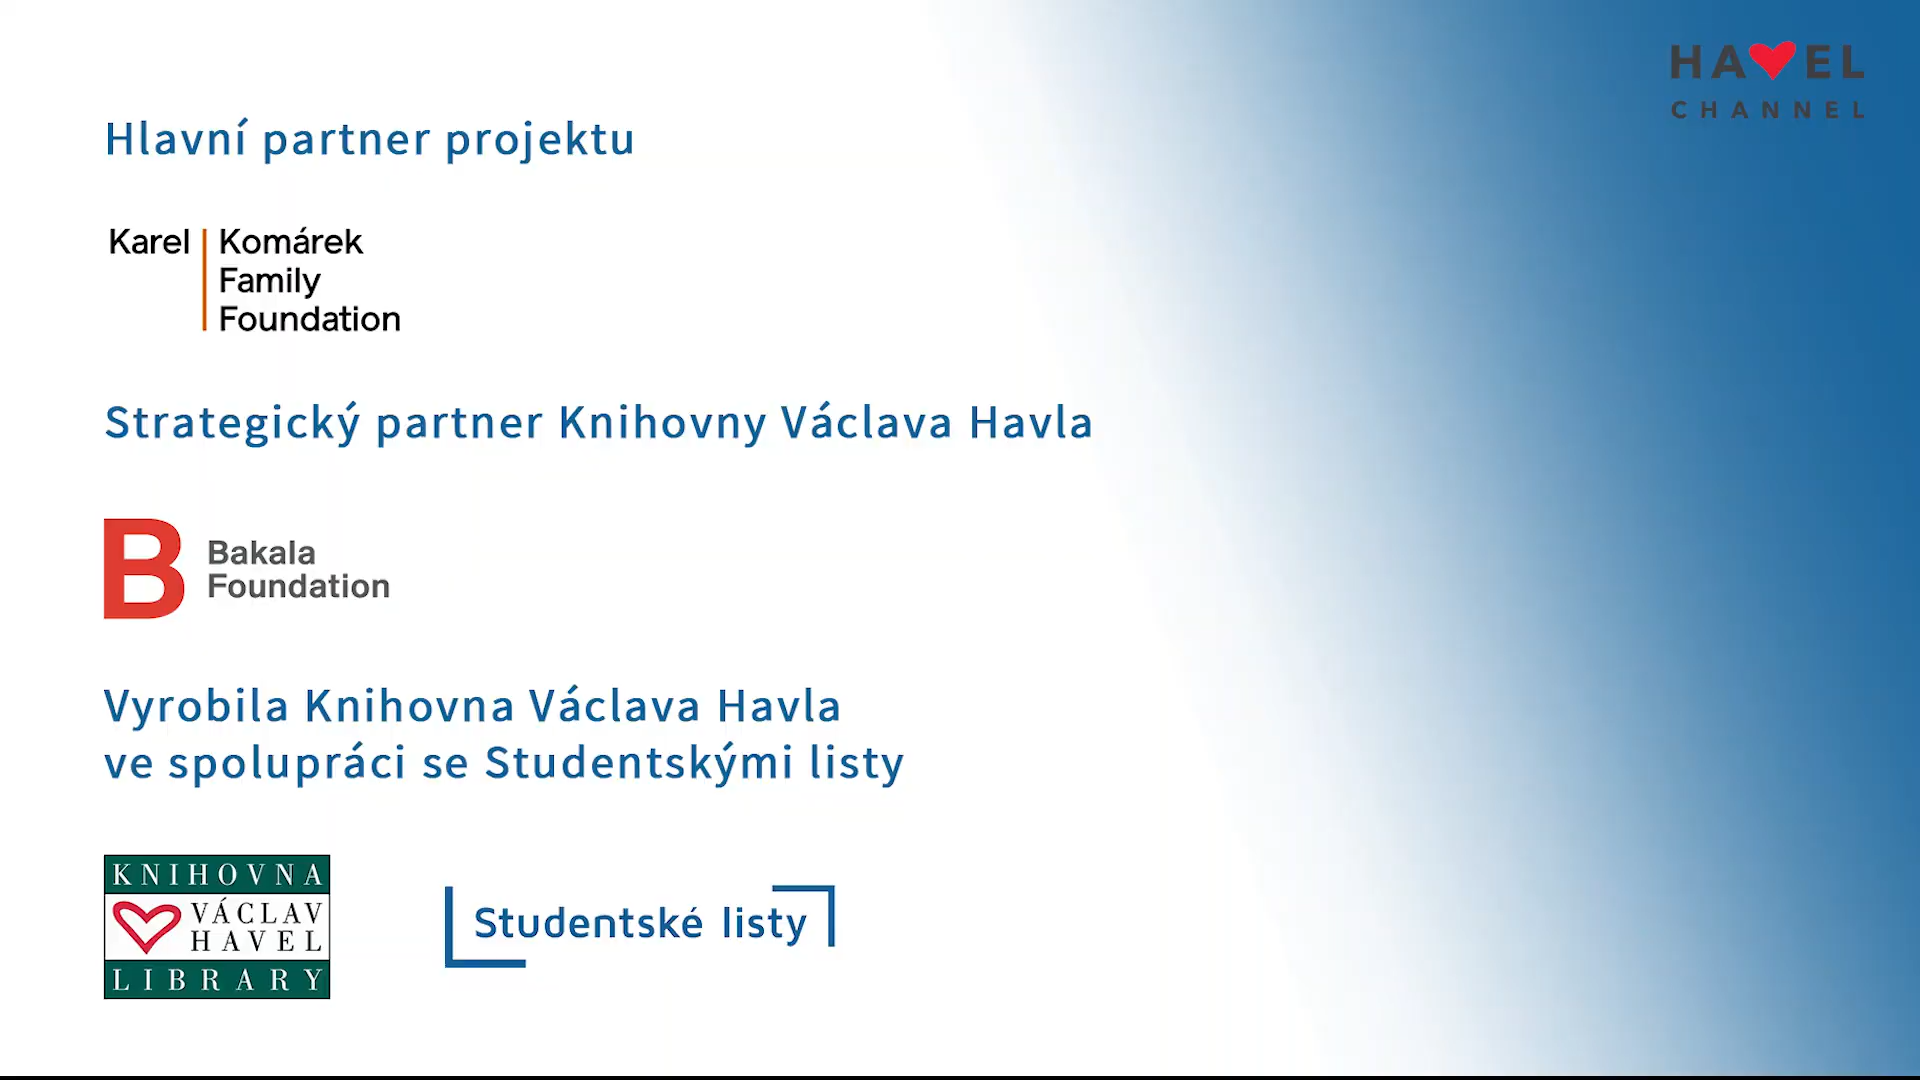 HAVEL
CHANNEL
Hlavní partner projektu
Karel Komárek
Family
Foundation
Strategický partner Knihovny Václava Havla
B
Bakala
Foundation
Vyrobila Knihovna Václava Havla
ve spolupráci se Studentskými listy
KNIHOVNA
VÁCLAV
HAVEL
LIBRARY
Studentské listy